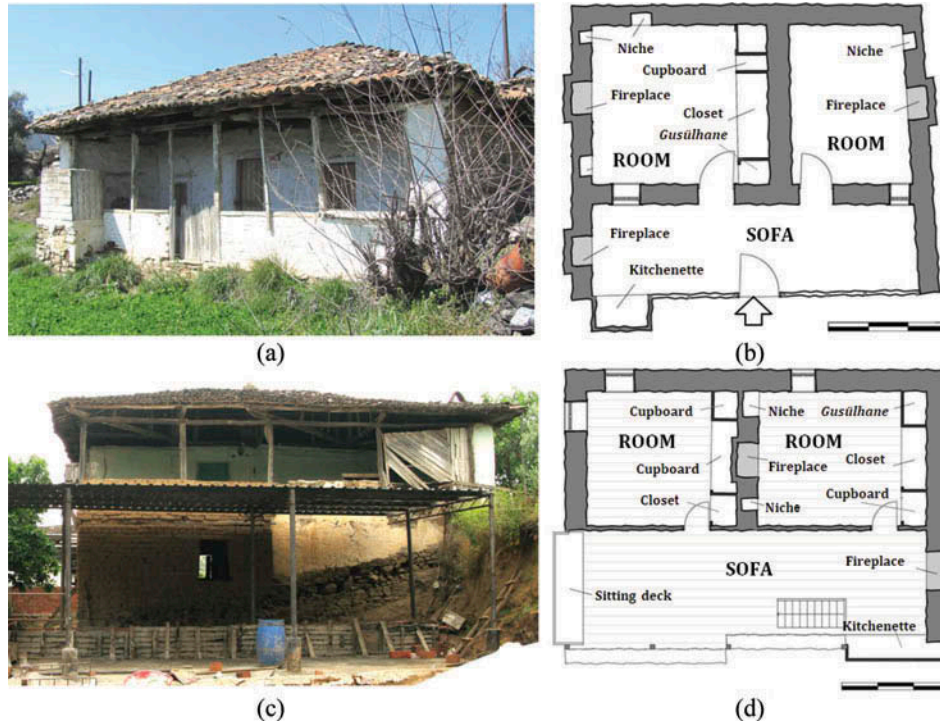 Niche
Niche
Cupboard
Fireplace
Fireplace
Closet
Gusülhane
ROOM
ROOM
SOFA
Fireplace
Kitchenette
(a)
(b)
Cupboard
Niche
Gusülhane
ROOM
ROOM
Cupboard
Fireplace
Closet
Closet
Niche
Cupboard
SOFA
Fireplace
Sitting deck
Kitchenette
(c)
(d)